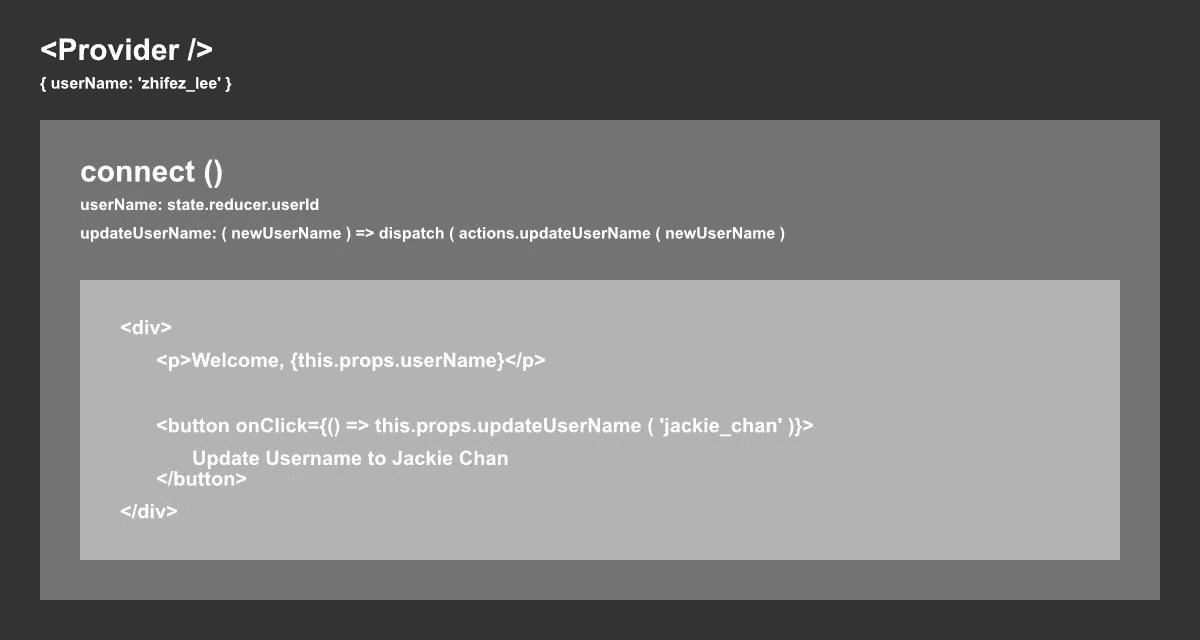 <Provider />
{ userName: 'zhifez_lee' }
connect ()
userName: state.reducer.userId
updateUserName: ( newUserName ) => dispatch ( actions.updateUserName ( newUserName )
<div>
<p>Welcome, {this.props.userName}</p>
<button onClick={() => this.props.updateUserName ( 'jackie_chan' )}>
Update Username to Jackie Chan
</button>
</div>